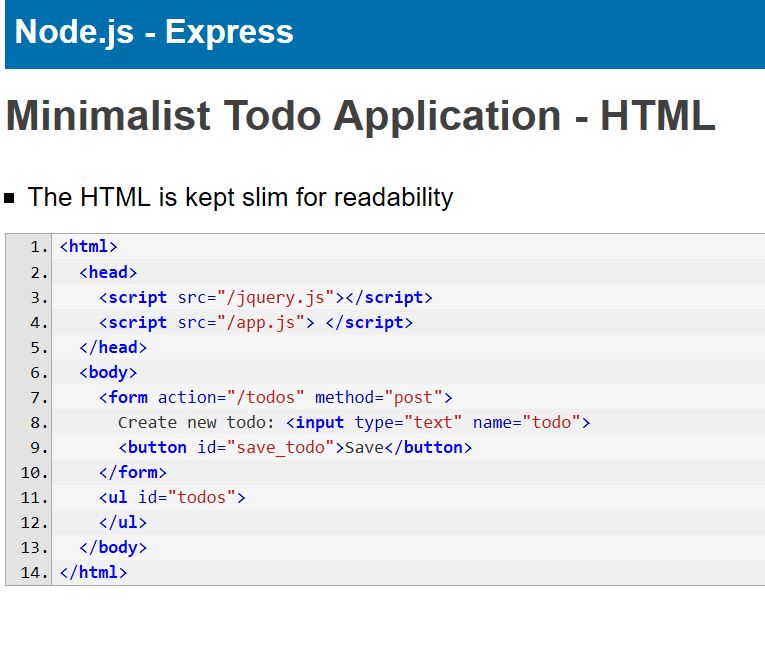 Node.js - Express
Minimalist Todo Application - HTML
The HTML is kept slim for readability
1. <html>
2.   <head>
3.     <script src="/jquery.js"></script>
4.     <script src="/app.js"> </script>
5.   </head>
6.   <body>
7.     <form action="/todos" method="post">
8.       Create new todo: <input type="text" name="todo">
9.       <button id="save_todo">Save</button>
10.     </form>
11.     <ul id="todos">
12.     </ul>
13.   </body>
14. </html>